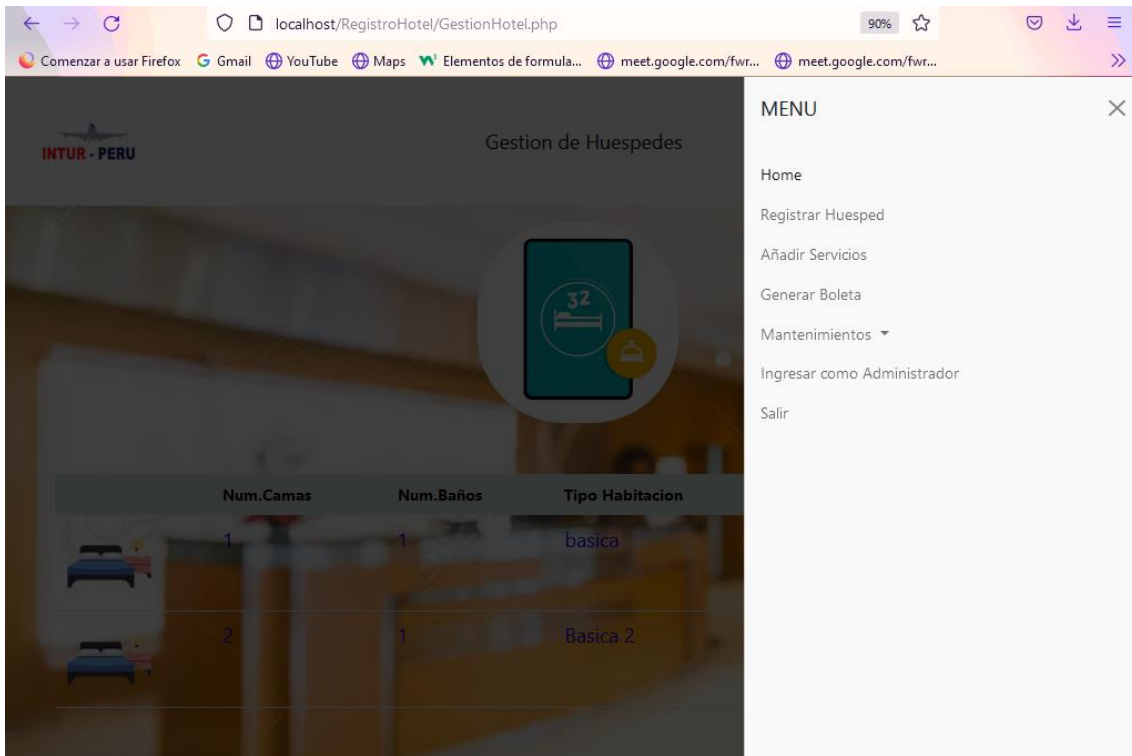 localhost/RegistroHotel/GestionHotel.php 90%
Comenzar a usar Firefox Gmail YouTube Maps Elementos de formula... meet.google.com/fwr... meet.google.com/fwr...
INTUR - PERU
Gestion de Huespedes
32
Num.Camas Num.Baños Tipo Habitacion
1 1 basica
2 1 Basica 2
MENU
Home
Registrar Huesped
Añadir Servicios
Generar Boleta
Mantenimientos
Ingresar como Administrador
Salir